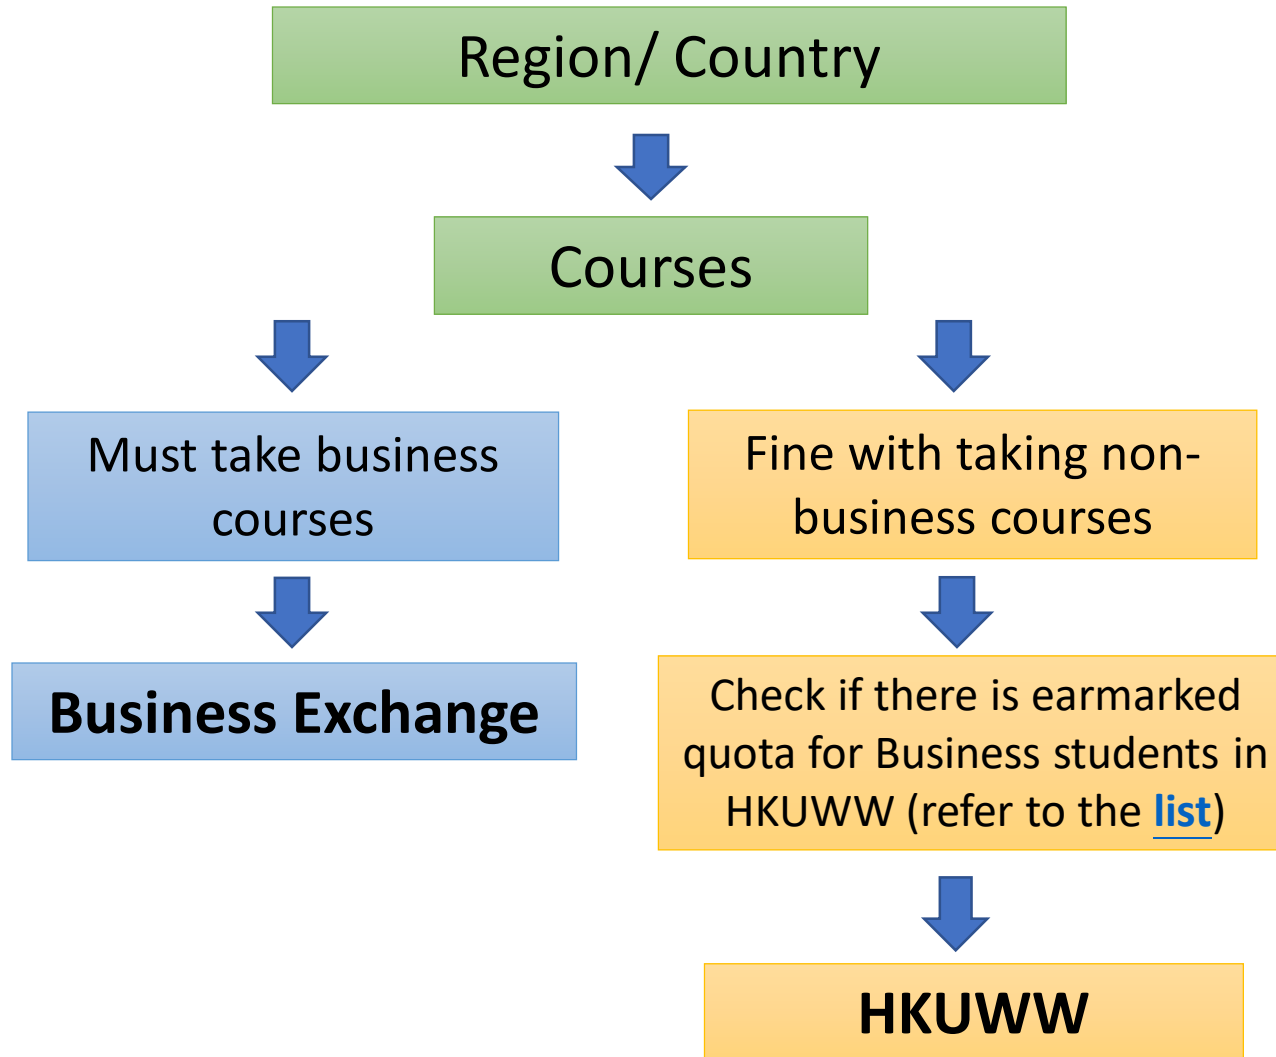 Region/ Country
Courses
Must take business
courses
Fine with taking non-
business courses
Business Exchange
Check if there is earmarked
quota for Business students in
HKUWW (refer to the list)
HKUWW